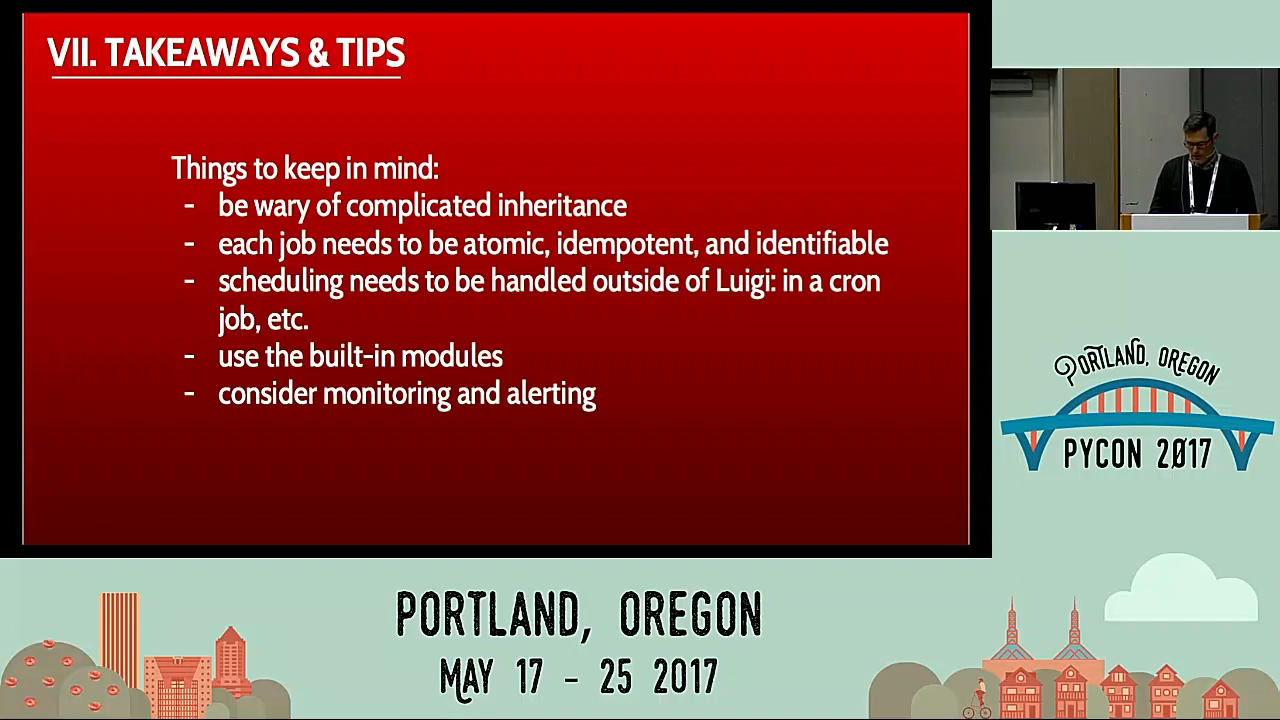 VII. TAKEAWAYS & TIPS
Things to keep in mind:
- be wary of complicated inheritance
- each job needs to be atomic, idempotent, and identifiable
- scheduling needs to be handled outside of Luigi: in a cron
job, etc.
- use the built-in modules
- consider monitoring and alerting
PORTLAND, OREGON
PYCON 2017
PORTLAND, OREGON
MAY 17 - 25 2017